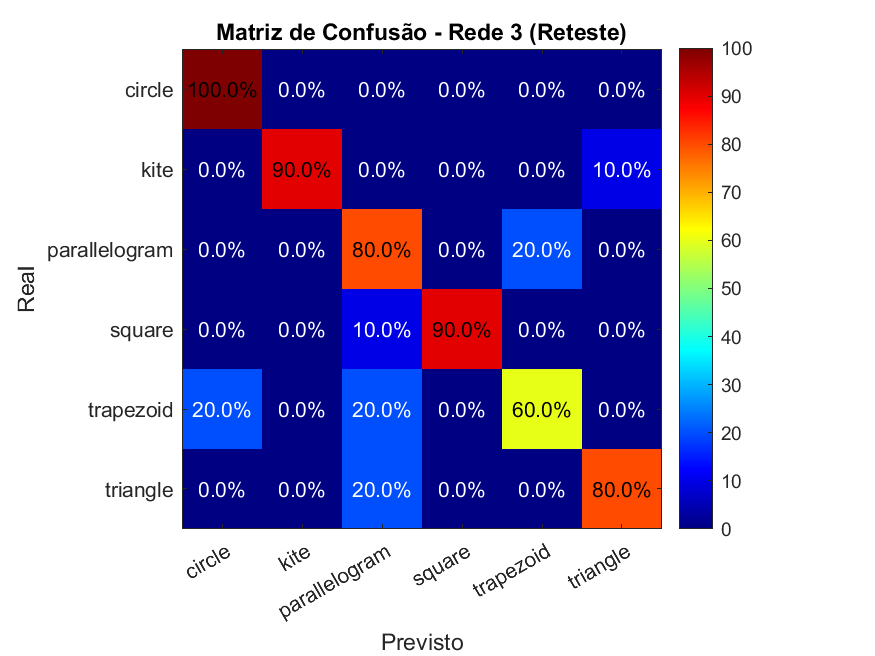 Matriz de Confusão - Rede 3 (Reteste)
Real
circle 100.0% 0.0% 0.0% 0.0% 0.0% 0.0%
kite 0.0% 90.0% 0.0% 0.0% 0.0% 10.0%
parallelogram 0.0% 0.0% 80.0% 0.0% 20.0% 0.0%
square 0.0% 0.0% 10.0% 90.0% 0.0% 0.0%
trapezoid 20.0% 0.0% 20.0% 0.0% 60.0% 0.0%
triangle 0.0% 0.0% 20.0% 0.0% 0.0% 80.0%
circle kite parallelogram square trapezoid triangle
Previsto
100
90
80
70
60
50
40
30
20
10
0